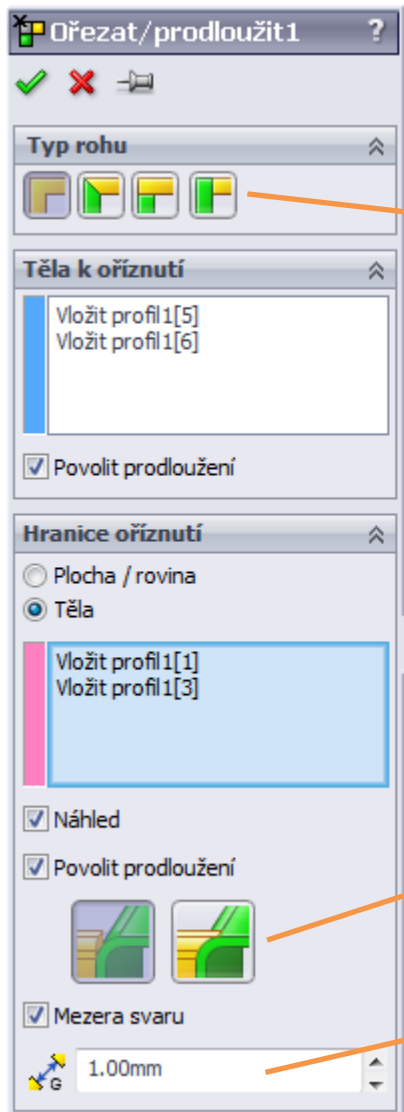 Ořezat/prodloužit1 ?
Typ rohu
Těla k oříznutí
Vložit profil1[5]
Vložit profil1[6]
Povolit prodloužení
Hranice oříznutí
Plocha / rovina
Těla
Vložit profil1[1]
Vložit profil1[3]
Náhled
Povolit prodloužení
Mezera svaru
G 1.00mm